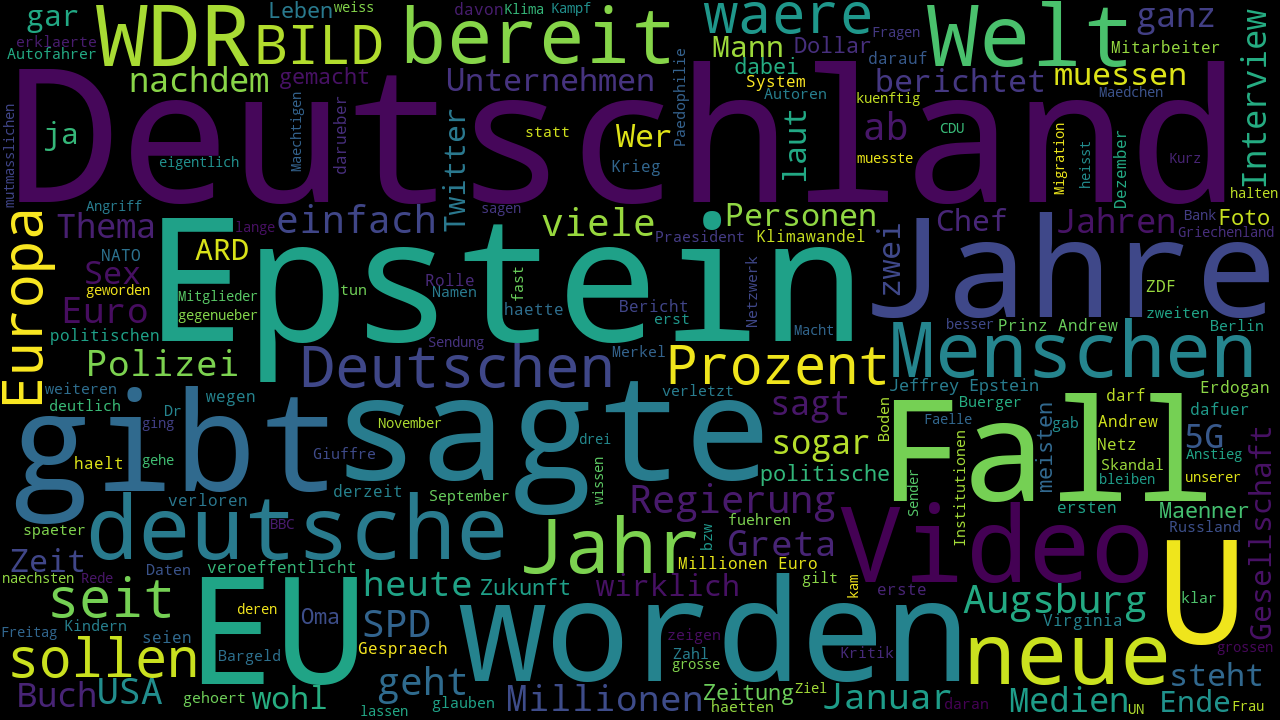 gar
WDR
Leben
weiss
BILD
bereit
davon
Klima
Kampf
waere
Welt
ganz
erklaerte
Autofahrer
nachdem
gemacht
Unternehmen
Mann
Dollar
Fragen
dabei
darauf
System
Autoren
berichtet
kuenftig
Mitarbeiter
muessen
Maedchen
Interview
Deutschland
mutmasslichen
ja
eigentlich
Maechtigen
darueber
Twitter
statt
Wer
Krieg
Paedophilie
laut
ab
CDU
muesste
Migration
heisst
Dezember
Kurz
halten
Europa
Angriff
Thema
lange
einfach
sagen
viele
Personen
Praesident
Klimawandel
zwei
Chef
Jahren
Bank
Foto
Griechenland
NATO
ARD
Sex
geworden
Epstein
Jahre
Mitglieder
gegenueber
tun
Rolle
Namen
fast
haette
Bericht
erst
Netzwerk
Macht
ZDF
zweiten
Euro
politischen
Polizei
Deutschen
Sendung
Merkel
Prozent
Menschen
besser
Prinz Andrew
Berlin
verletzt
Jeffrey Epstein
Erdogan
weiteren
deutlich
Dr
ging
wegen
gibt
sagte
November
sagt
Boden
Fall
Faelle
Buerger
darf
dafuer
Andrew
gab
5G
Netz
Anstieg
Skandal
bleiben
unserer
meisten
haelt
gehe
Giuffre
drei
wissen
sogar
politische
Sender
Institutionen
verloren
derzeit
September
Regierung
ersten
Maenner
Russland
Gesellschaft
spaeter
deutsche
BBC
Jahr
bzw
fuehren
Greta
Video
U
Zeit
Daten
veroeffentlicht
Millionen Euro
naechsten
Rede
seit
EU
deren
heute
Zukunft
wirklich
gilt
kam
erste
Augsburg
klar
Virginia
Freitag
Kindern
seien
Oma
SPD
worden
zeigen
neue
grossen
sollen
Bargeld
Gespraech
Zahl
Kritik
grosse
steht
Buch
USA
gehoert
wohl
geht
lassen
glauben
Millionen
Zeitung
Ziel
haetten
Januar
daran
Medien
UN
Ende
Frau